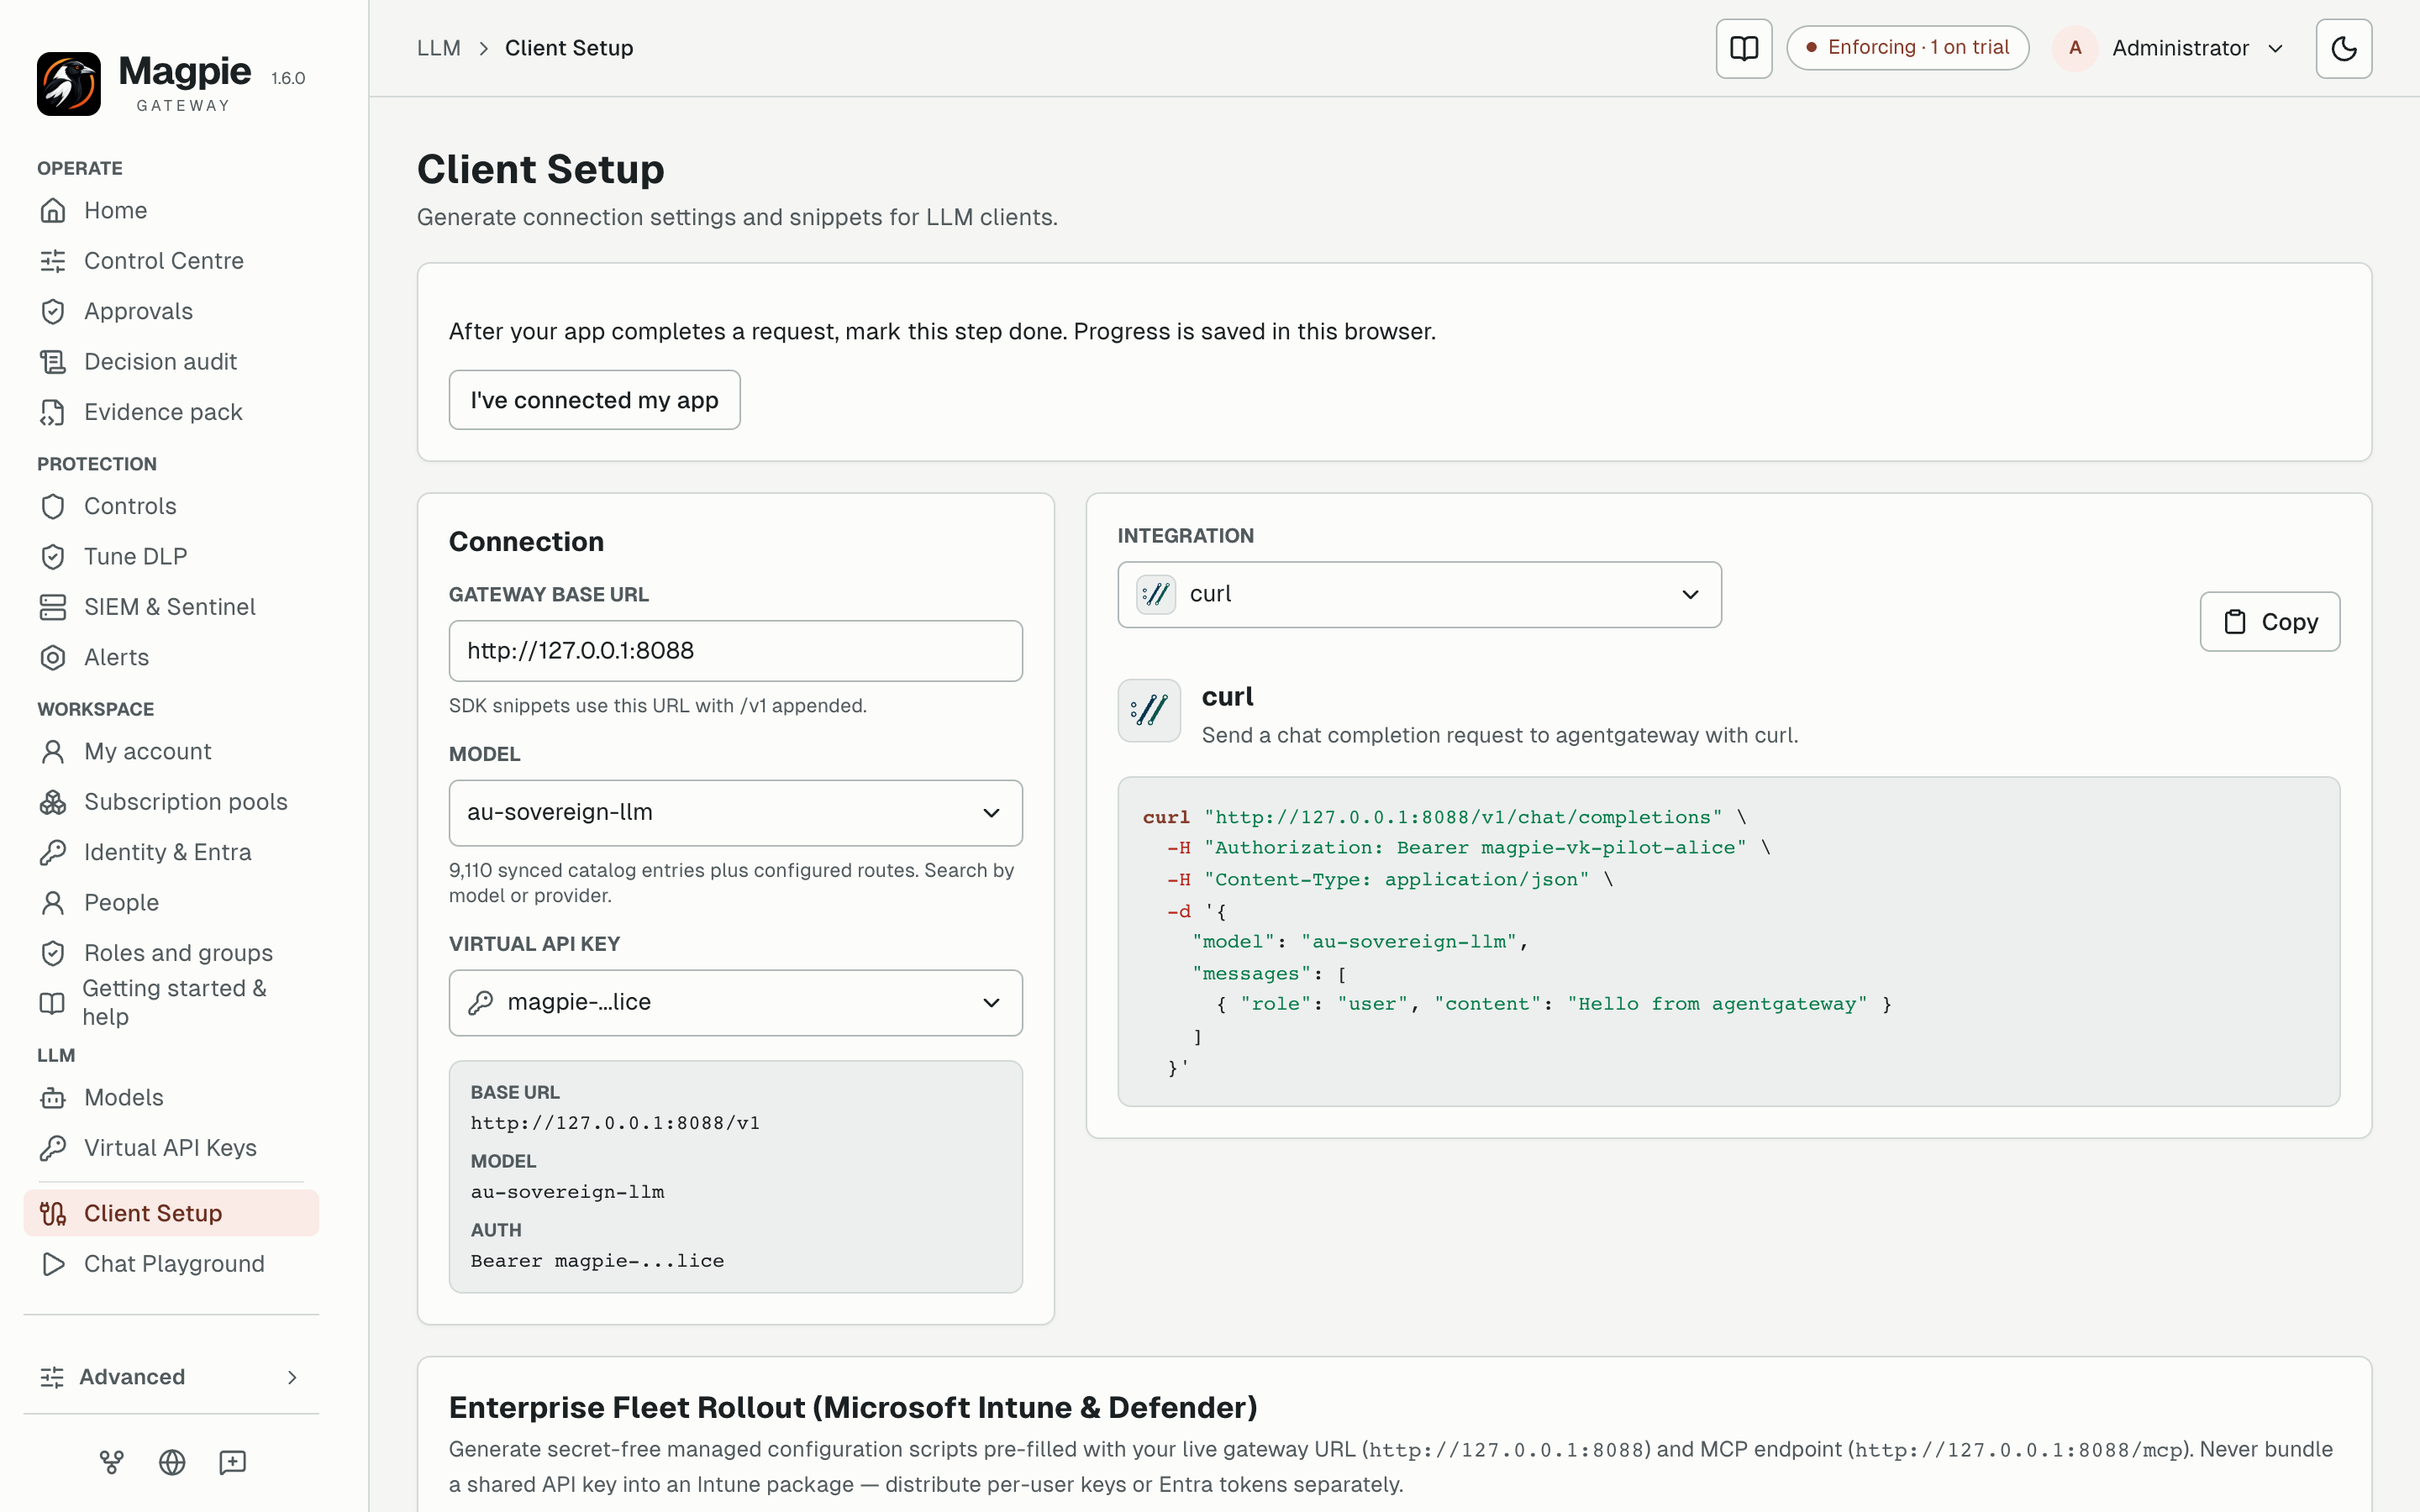 Magpie
GATEWAY
1.6.0
OPERATE
Home
Control Centre
Approvals
Decision audit
Evidence pack
PROTECTION
Controls
Tune DLP
SIEM & Sentinel
Alerts
WORKSPACE
My account
Subscription pools
Identity & Entra
People
Roles and groups
Getting started &
help
LLM
Models
Virtual API Keys
Client Setup
Chat Playground
Advanced
LLM > Client Setup
Enforcing · 1 on trial
A
Administrator
Client Setup
Generate connection settings and snippets for LLM clients.
After your app completes a request, mark this step done. Progress is saved in this browser.
I've connected my app
Connection
GATEWAY BASE URL
http://127.0.0.1:8088
SDK snippets use this URL with /v1 appended.
MODEL
au-sovereign-llm
9,110 synced catalog entries plus configured routes. Search by
model or provider.
VIRTUAL API KEY
magpie-...lice
BASE URL
http://127.0.0.1:8088/v1
MODEL
au-sovereign-llm
AUTH
Bearer magpie-...lice
INTEGRATION
curl
Copy
curl
Send a chat completion request to agentgateway with curl.
curl "http://127.0.0.1:8088/v1/chat/completions" \
-H "Authorization: Bearer magpie-vk-pilot-alice" \
-H "Content-Type: application/json" \
-d '{
"model": "au-sovereign-llm",
"messages": [
{ "role": "user", "content": "Hello from agentgateway" }
]
}'
Enterprise Fleet Rollout (Microsoft Intune & Defender)
Generate secret-free managed configuration scripts pre-filled with your live gateway URL (http://127.0.0.1:8088) and MCP endpoint (http://127.0.0.1:8088/mcp). Never bundle
a shared API key into an Intune package — distribute per-user keys or Entra tokens separately.